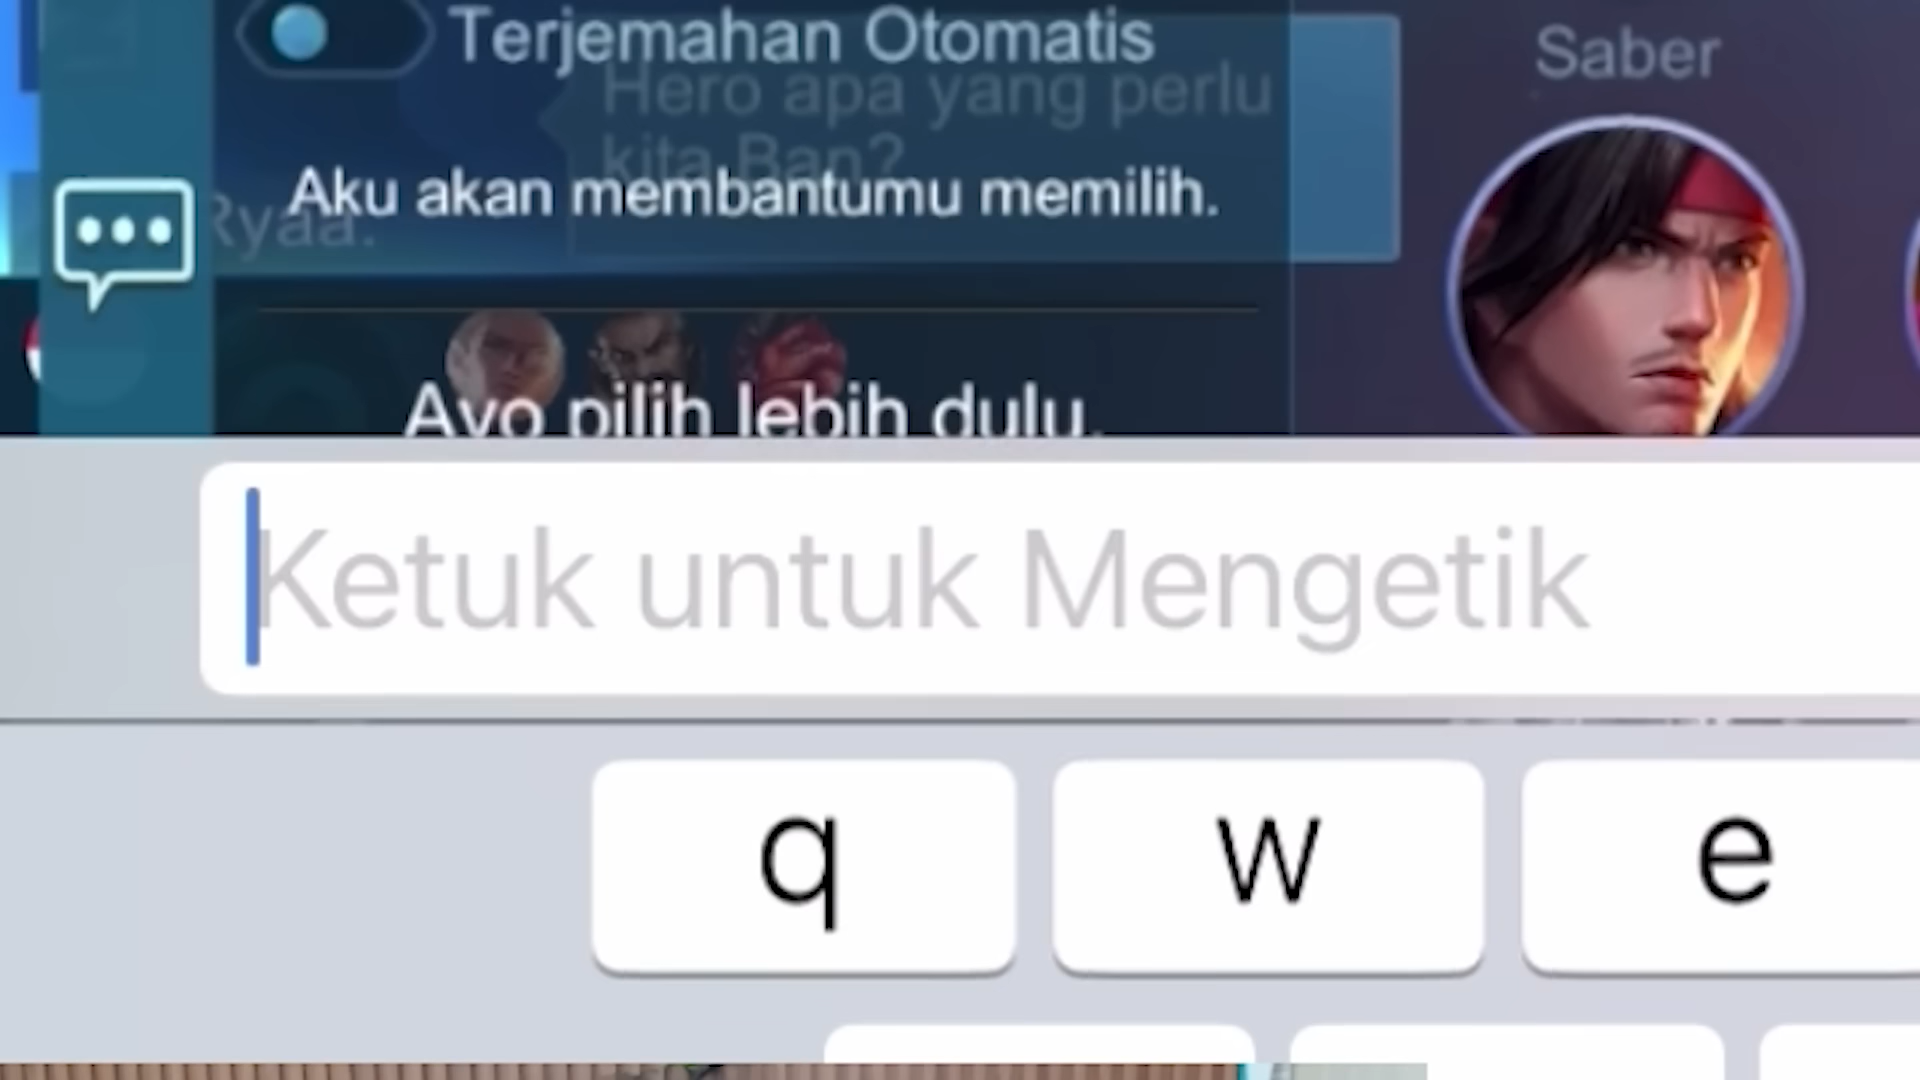 Terjemahan Otomatis
Saber
Hero apa yang perlu
kita Ban?
Aku akan membantumu memilih.
Ryaa.
Ayo pilih lebih dulu.
Ketuk untuk Mengetik
q w e